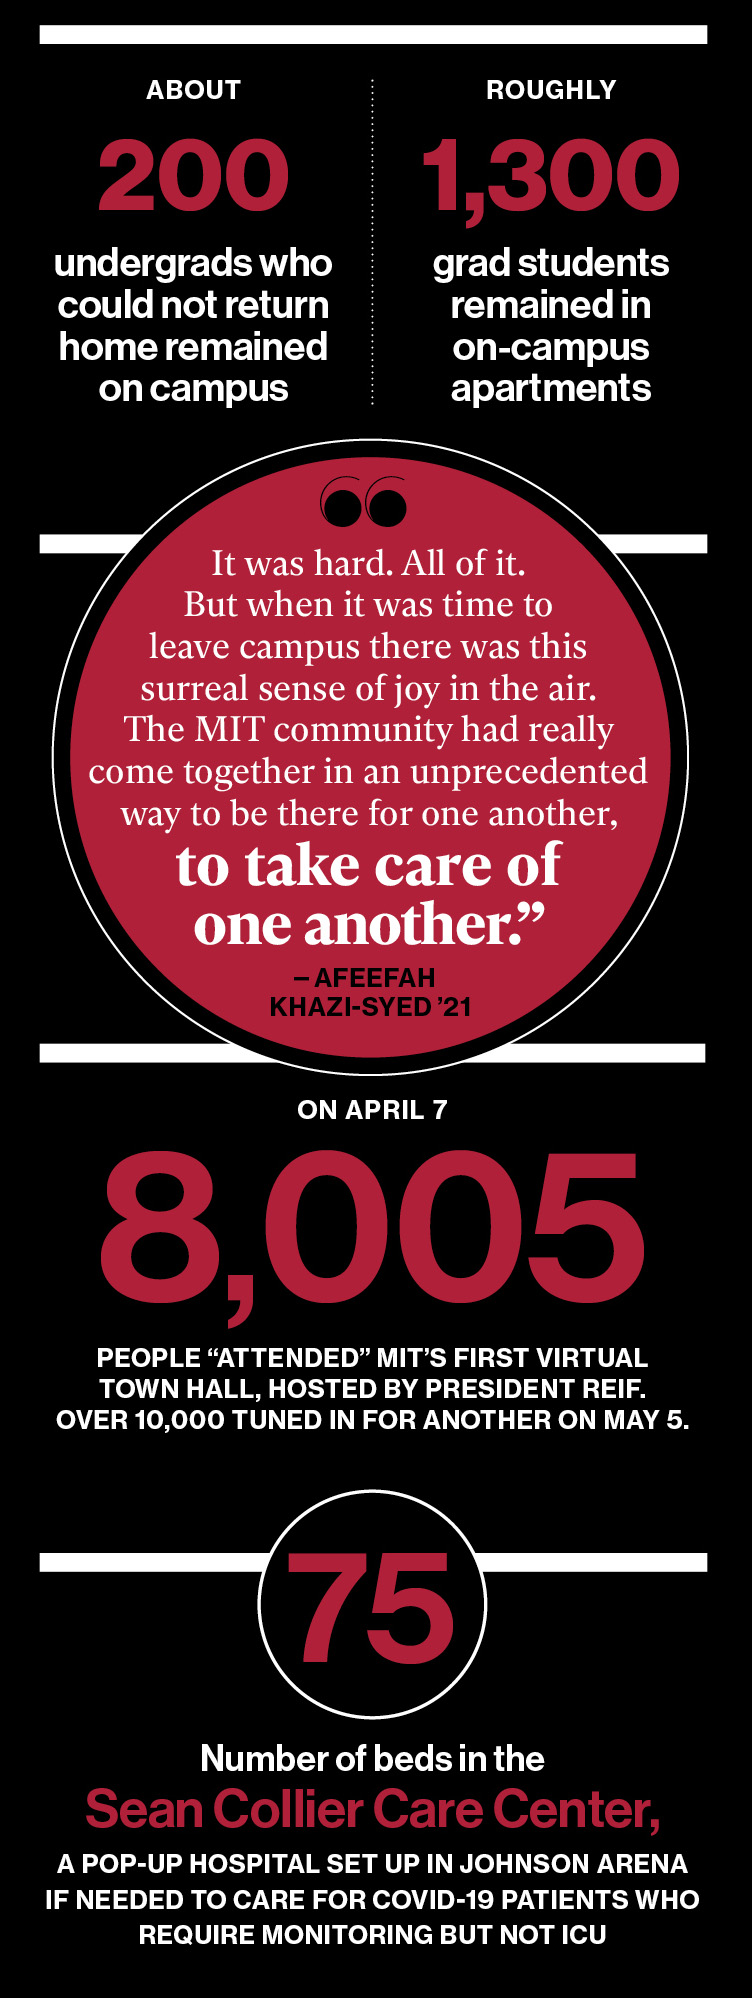 ABOUT
200
undergrads who
could not return
home remained
on campus
ROUGHLY
1,300
grad students
remained in
on-campus
apartments
“
It was hard. All of it.
But when it was time to
leave campus there was this
surreal sense of joy in the air.
The MIT community had really
come together in an unprecedented
way to be there for one another,
to take care of
one another.”
– AFEEFAH
KHAZI-SYED ’21
ON APRIL 7
8,005
PEOPLE “ATTENDED” MIT’S FIRST VIRTUAL
TOWN HALL, HOSTED BY PRESIDENT REIF.
OVER 10,000 TUNED IN FOR ANOTHER ON MAY 5.
75
Number of beds in the
Sean Collier Care Center,
A POP-UP HOSPITAL SET UP IN JOHNSON ARENA
IF NEEDED TO CARE FOR COVID-19 PATIENTS WHO
REQUIRE MONITORING BUT NOT ICU